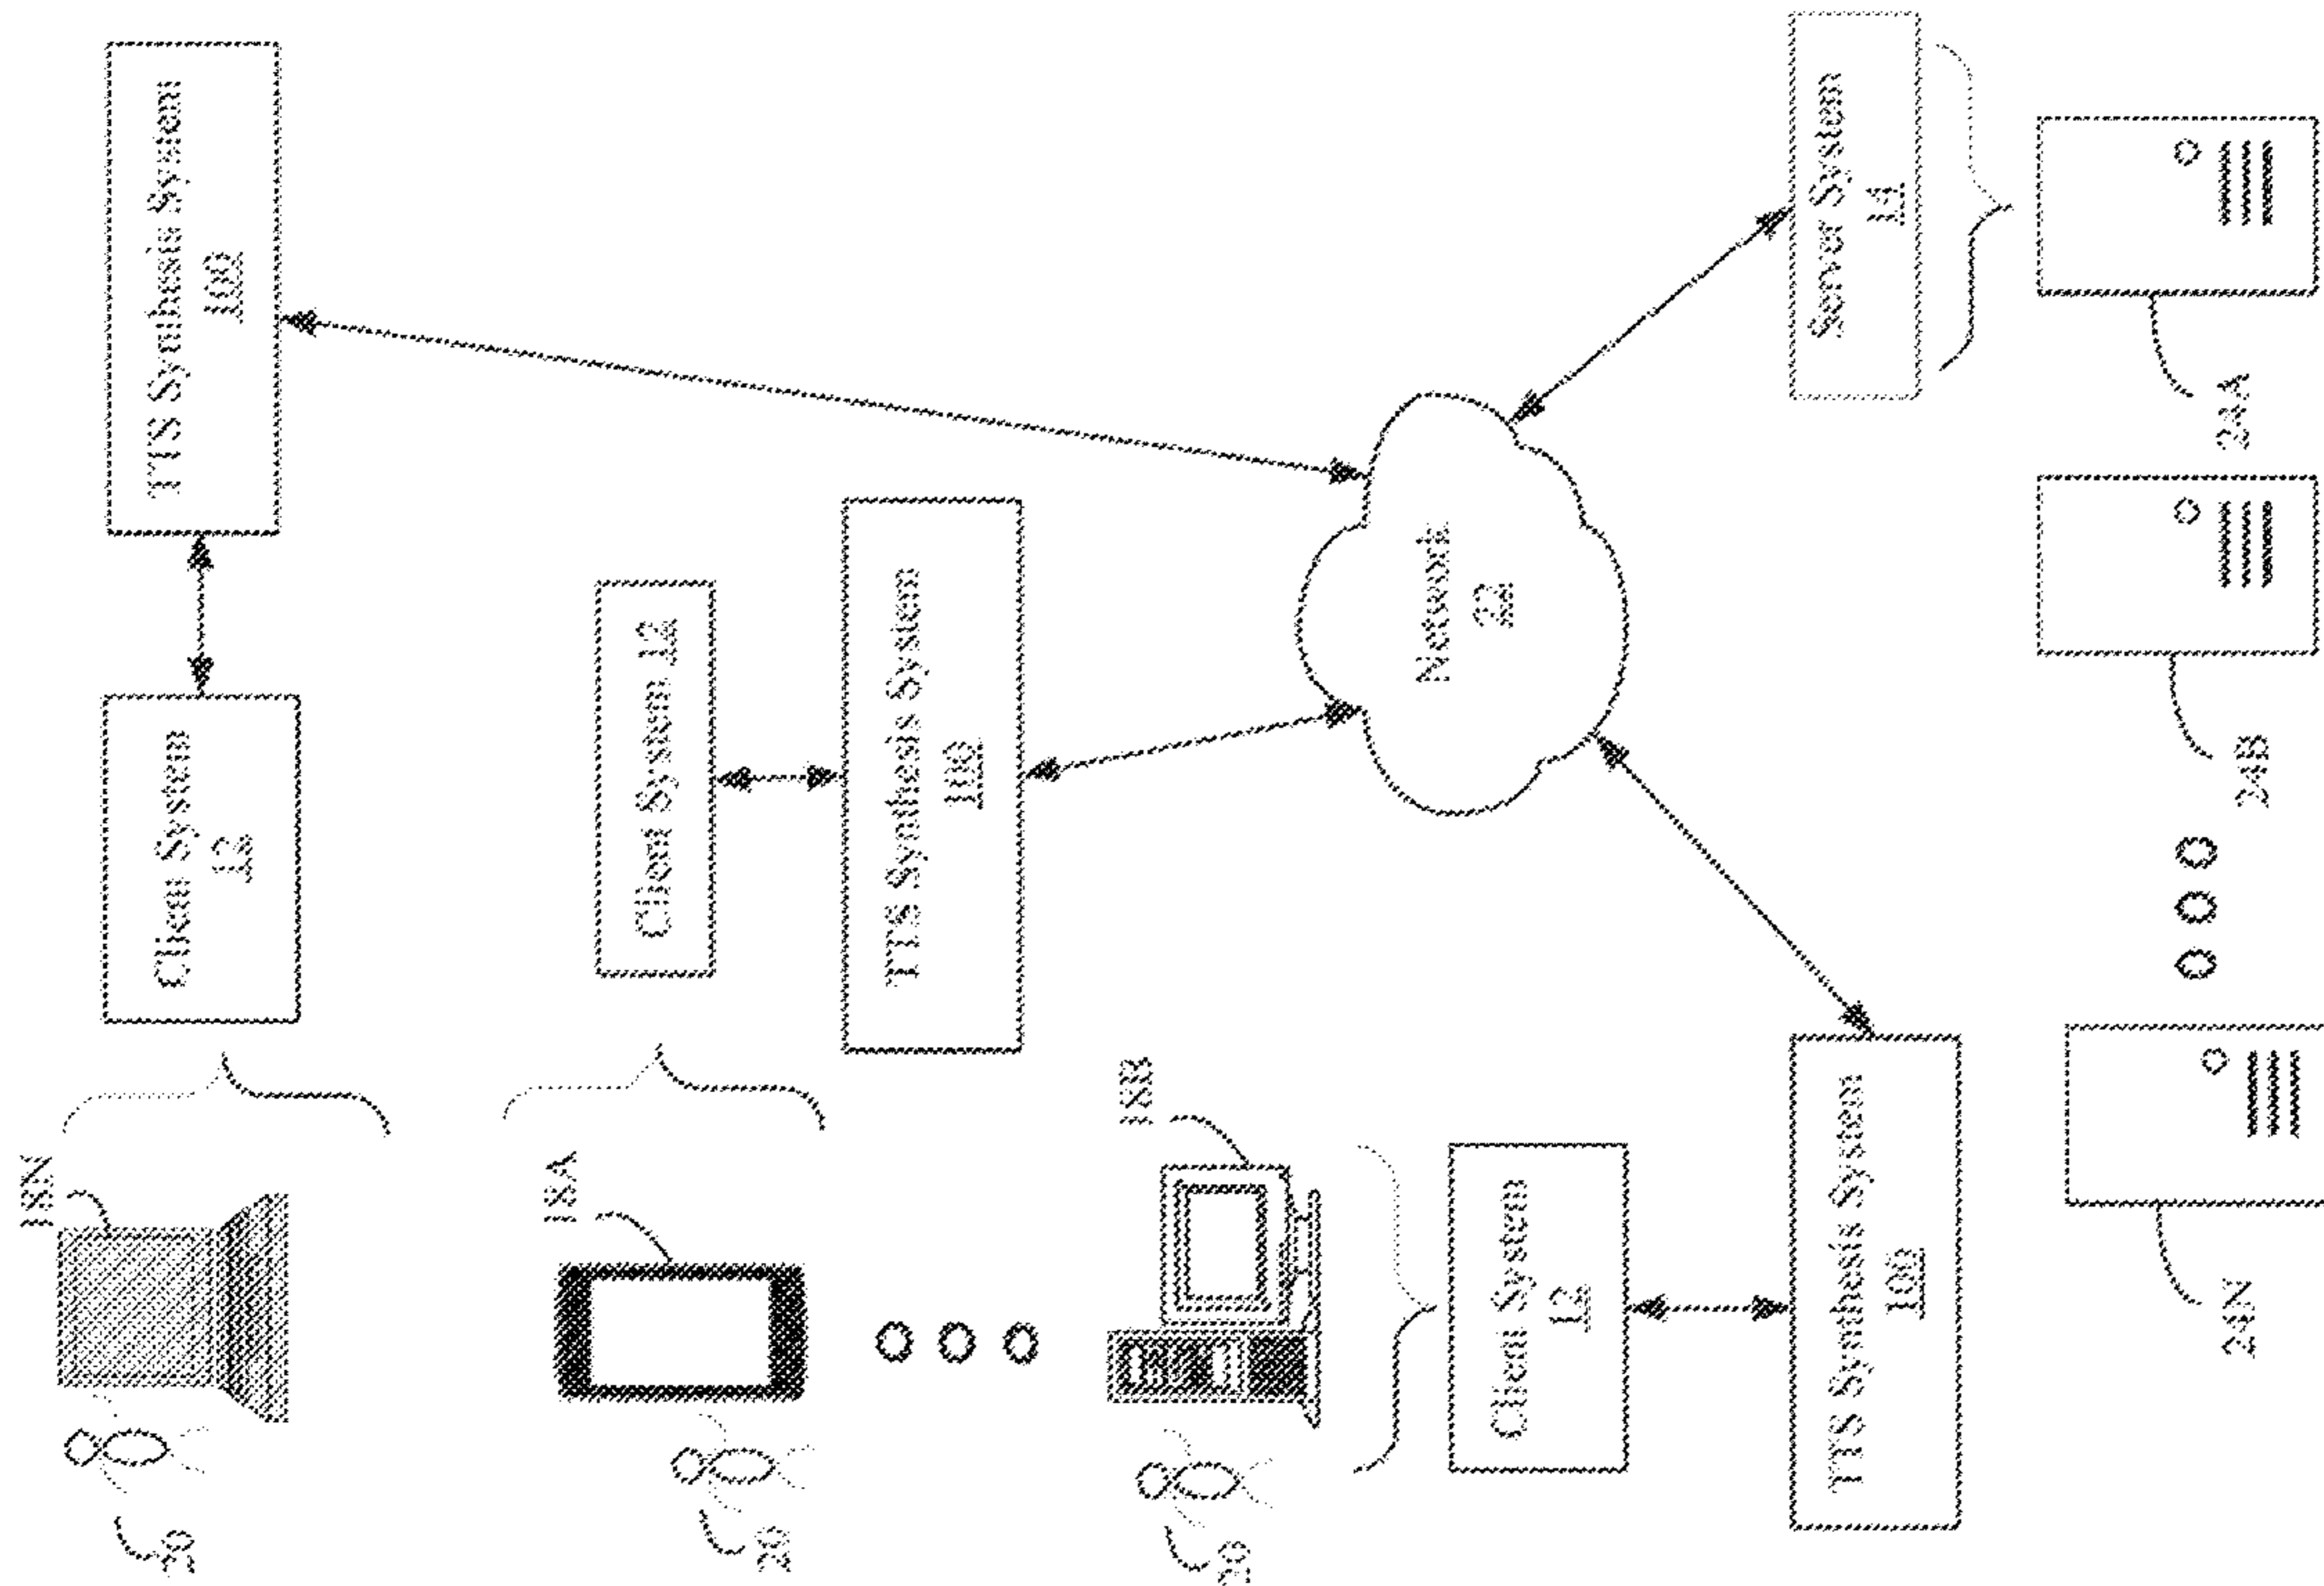 18N
20
Client System
12
TTS Synthesis System
100
18A
20
Client System 12
TTS Synthesis System
100
18B
20
Client System
12
TTS Synthesis System
100
Network
22
Server System
14
24A
24B
24N